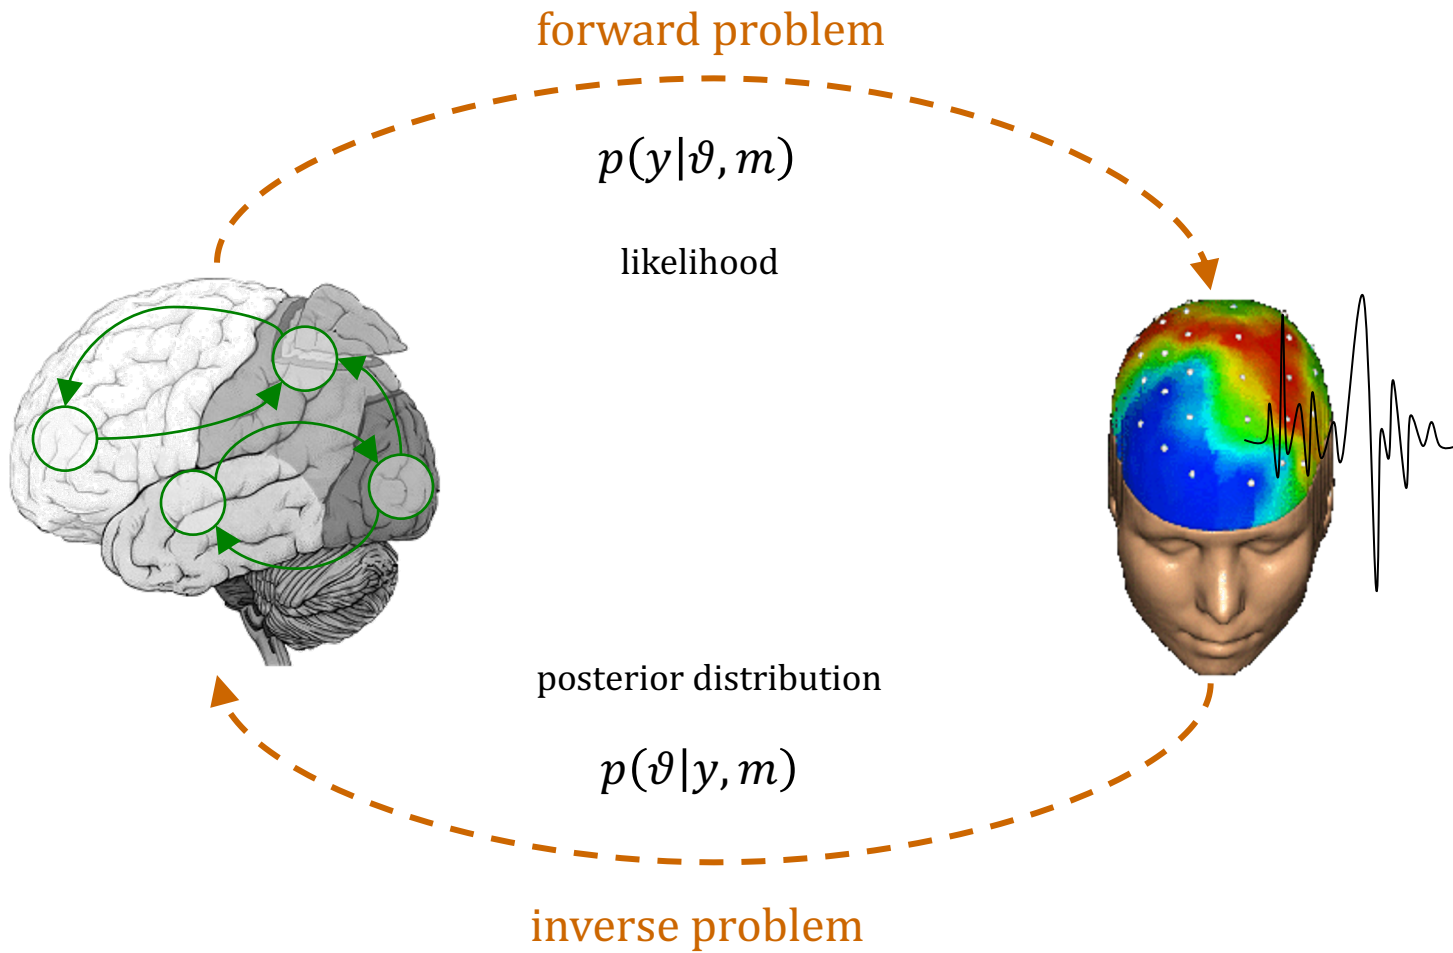 forward problem
p(y|ϑ, m)
likelihood
posterior distribution
p(ϑ|y, m)
inverse problem